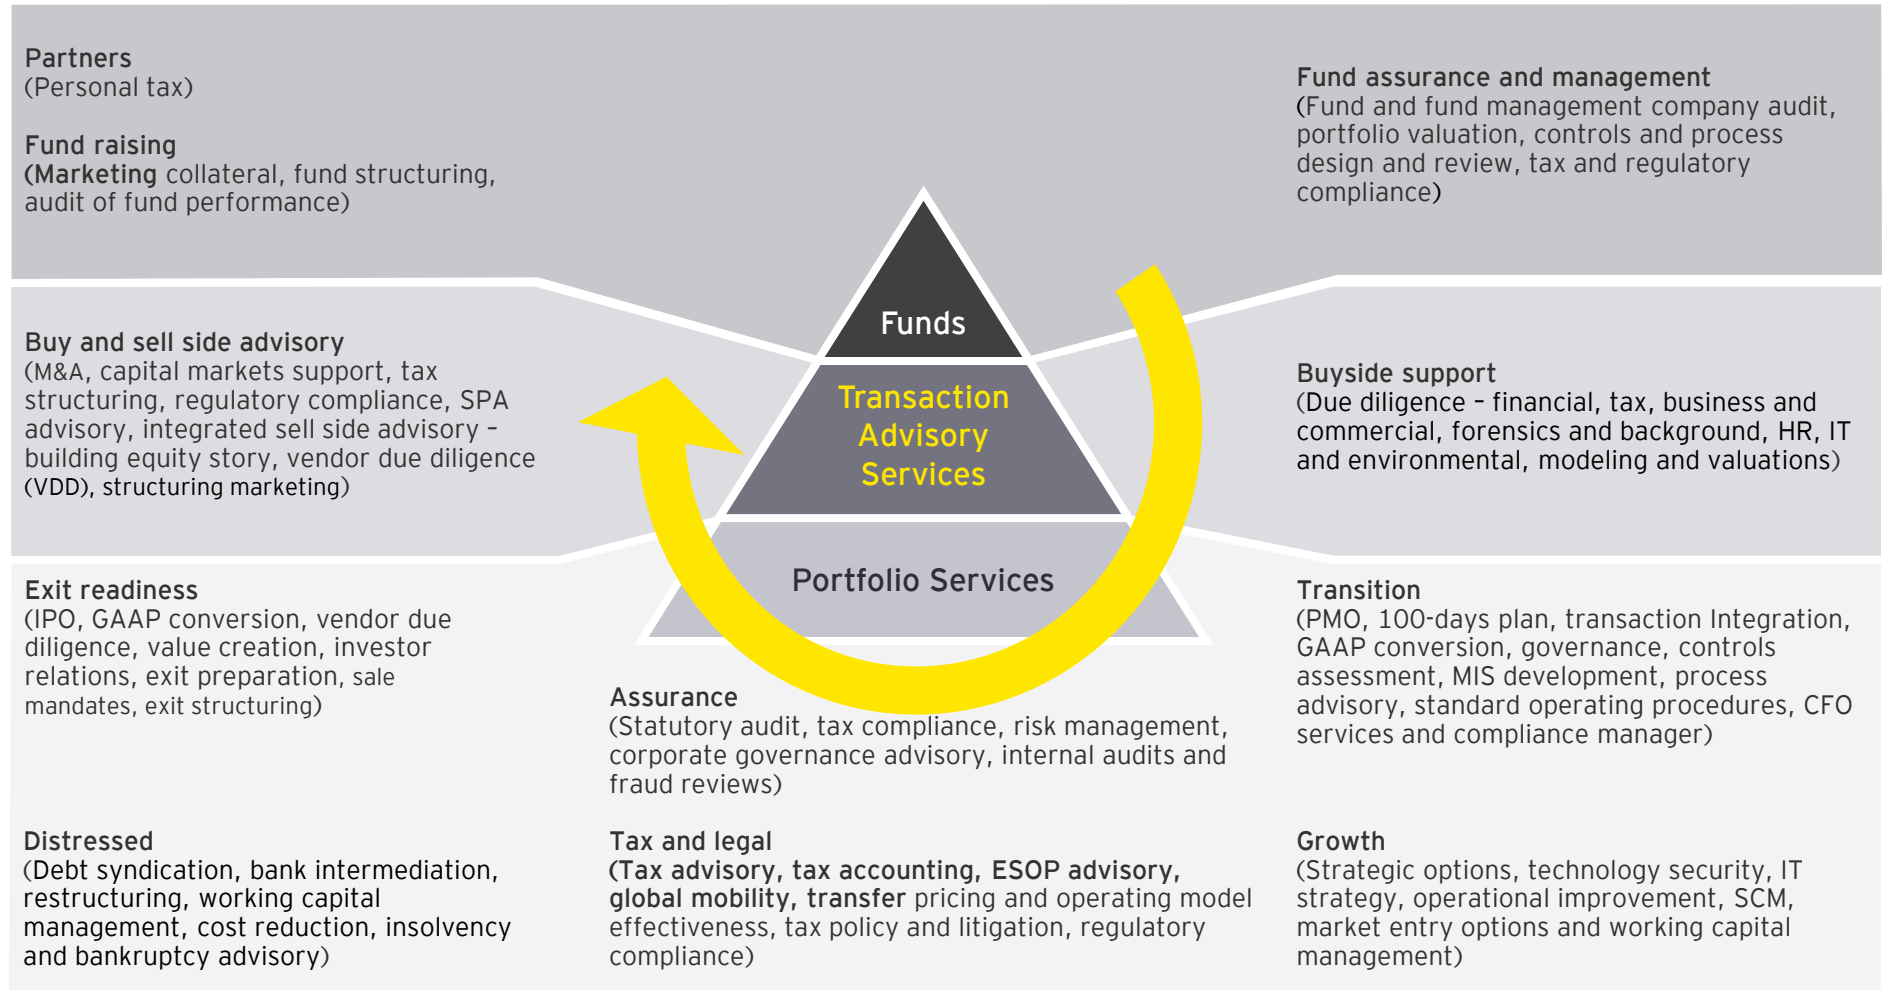 Partners
(Personal tax)
Fund raising
(Marketing collateral, fund structuring,
audit of fund performance)
Fund assurance and management
(Fund and fund management company audit,
portfolio valuation, controls and process
design and review, tax and regulatory
compliance)
Funds
Buy and sell side advisory
(M&A, capital markets support, tax
structuring, regulatory compliance, SPA
advisory, integrated sell side advisory –
building equity story, vendor due diligence
(VDD), structuring marketing)
Transaction
Advisory
Services
Buyside support
(Due diligence – financial, tax, business and
commercial, forensics and background, HR, IT
and environmental, modeling and valuations)
Portfolio Services
Exit readiness
(IPO, GAAP conversion, vendor due
diligence, value creation, investor
relations, exit preparation, sale
mandates, exit structuring)
Assurance
(Statutory audit, tax compliance, risk management,
corporate governance advisory, internal audits and
fraud reviews)
Transition
(PMO, 100-days plan, transaction Integration,
GAAP conversion, governance, controls
assessment, MIS development, process
advisory, standard operating procedures, CFO
services and compliance manager)
Distressed
(Debt syndication, bank intermediation,
restructuring, working capital
management, cost reduction, insolvency
and bankruptcy advisory)
Tax and legal
(Tax advisory, tax accounting, ESOP advisory,
global mobility, transfer pricing and operating model
effectiveness, tax policy and litigation, regulatory
compliance)
Growth
(Strategic options, technology security, IT
strategy, operational improvement, SCM,
market entry options and working capital
management)